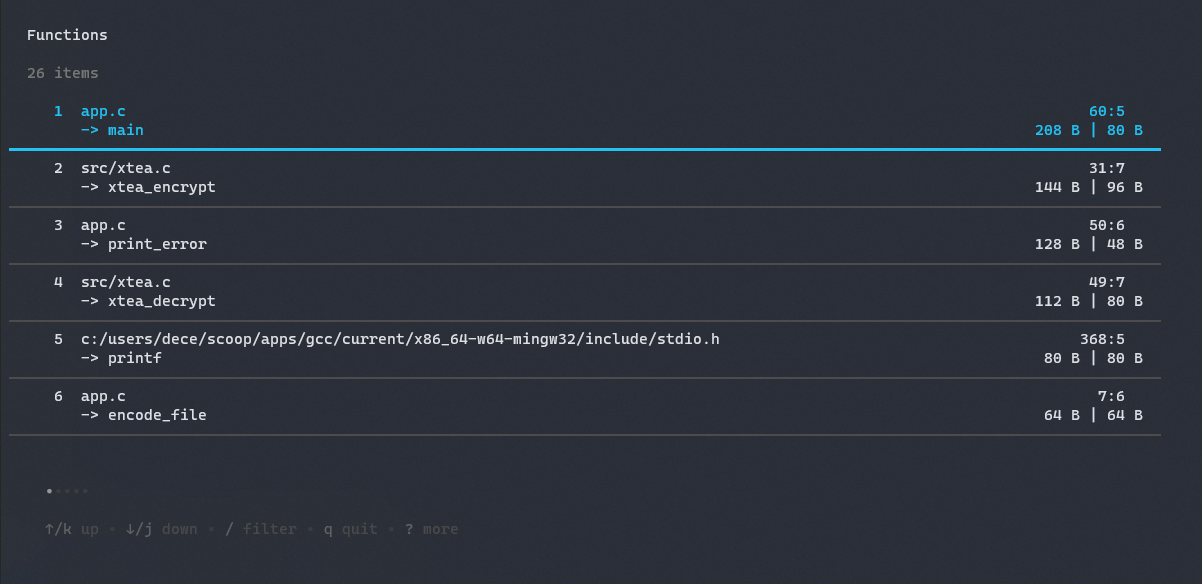 Functions
26 items
1 app.c 60:5
-> main 208 B | 80 B
2 src/xtea.c 31:7
-> xtea_encrypt 144 B | 96 B
3 app.c 50:6
-> print_error 128 B | 48 B
4 src/xtea.c 49:7
-> xtea_decrypt 112 B | 80 B
5 c:/users/dece/scoop/apps/gcc/current/x86_64-w64-mingw32/include/stdio.h 368:5
-> printf 80 B | 80 B
6 app.c 7:6
-> encode_file 64 B | 64 B
↑/k up • ↓/j down • / filter • q quit • ? more